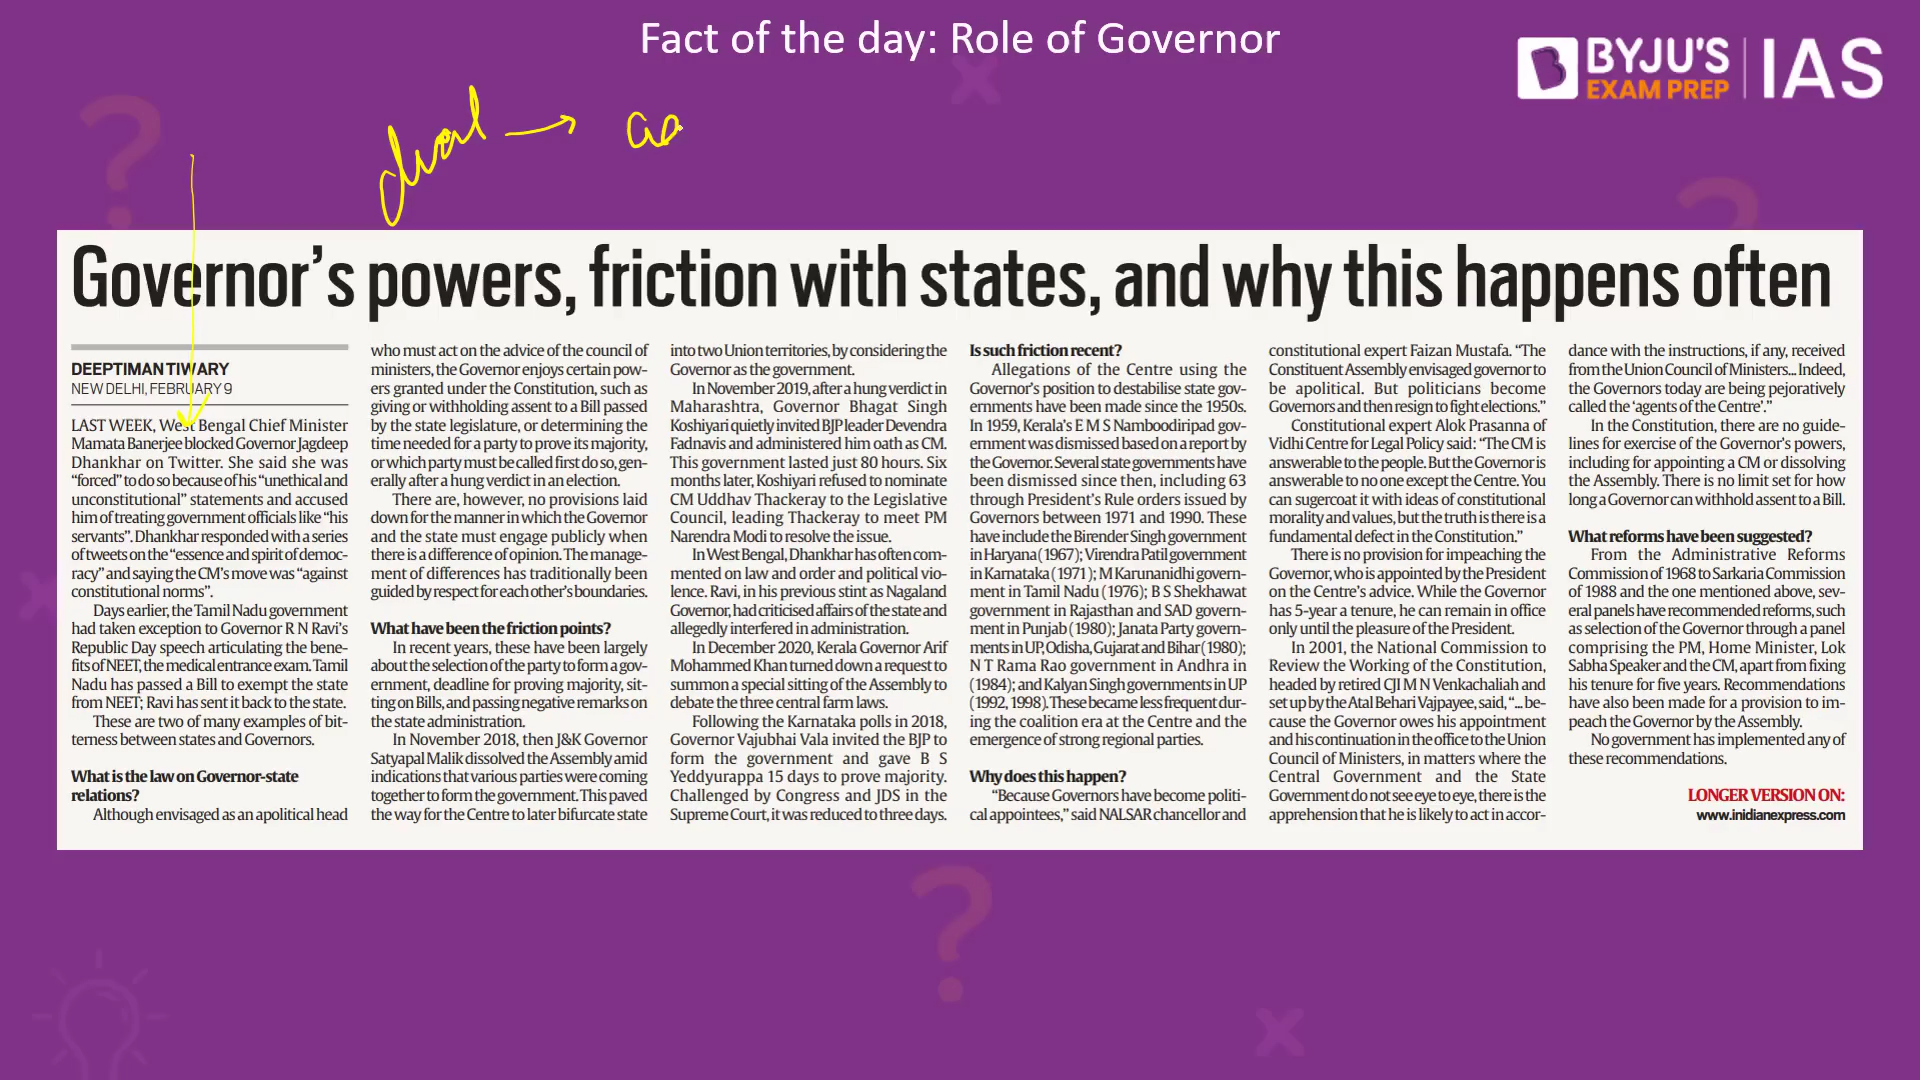 Fact of the day: Role of Governor
BYJU'S
EXAM PREP
IAS
Governor's powers, friction with states, and why this happens often
DEEPTIMAN TIWARY
NEW DELHI, FEBRUARY 9
LAST WEEK, West Bengal Chief Minister
Mamata Banerjee blocked Governor Jagdeep
Dhankhar on Twitter. She said she was
"forced" to do so because of his "unethical and
unconstitutional" statements and accused
him of treating government officials like "his
servants". Dhankhar responded with a series
of tweets on the "essence and spirit of democ-
racy" and saying the CM's move was "against
constitutional norms".
Days earlier, the Tamil Nadu government
had taken exception to Governor R N Ravi's
Republic Day speech articulating the bene-
fits of NEET, the medical entrance exam. Tamil
Nadu has passed a Bill to exempt the state
from NEET; Ravi has sent it back to the state.
These are two of many examples of bit-
terness between states and Governors.
What is the law on Governor-state
relations?
Although envisaged as an apolitical head
who must act on the advice of the council of
ministers, the Governor enjoys certain pow-
ers granted under the Constitution, such as
giving or withholding assent to a Bill passed
by the state legislature, or determining the
time needed for a party to prove its majority,
or which party must be called first do so, gen-
erally after a hung verdict in an election.
There are, however, no provisions laid
down for the manner in which the Governor
and the state must engage publicly when
there is a difference of opinion. The manage-
ment of differences has traditionally been
guided by respect for each other's boundaries.
What have been the friction points?
In recent years, these have been largely
about the selection of the party to form a gov-
ernment, deadline for proving majority, sit-
ting on Bills, and passing negative remarks on
the state administration.
In November 2018, then J&K Governor
Satyapal Malik dissolved the Assembly amid
indications that various parties were coming
together to form the government. This paved
the way for the Centre to later bifurcate state
into two Union territories, by considering the
Governor as the government.
In November 2019, after a hung verdict in
Maharashtra, Governor Bhagat Singh
Koshiyari quietly invited BJP leader Devendra
Fadnavis and administered him oath as CM.
This government lasted just 80 hours. Six
months later, Koshiyari refused to nominate
CM Uddhav Thackeray to the Legislative
Council, leading Thackeray to meet PM
Narendra Modi to resolve the issue.
In West Bengal, Dhankhar has often com-
mented on law and order and political vio-
lence. Ravi, in his previous stint as Nagaland
Governor, had criticised affairs of the state and
allegedly interfered in administration.
In December 2020, Kerala Governor Arif
Mohammed Khan turned down a request to
summon a special sitting of the Assembly to
debate the three central farm laws.
Following the Karnataka polls in 2018,
Governor Vajubhai Vala invited the BJP to
form the government and gave B S
Yeddyurappa 15 days to prove majority.
Challenged by Congress and JDS in the
Supreme Court, it was reduced to three days.
Is such friction recent?
Allegations of the Centre using the
Governor's position to destabilise state gov-
ernments have been made since the 1950s.
In 1959, Kerala's E M S Namboodiripad gov-
ernment was dismissed based on a report by
the Governor. Several state governments have
been dismissed since then, including 63
through President's Rule orders issued by
Governors between 1971 and 1990. These
have include the Birender Singh government
in Haryana (1967); Virendra Patil government
in Karnataka (1971); M Karunanidhi govern-
ment in Tamil Nadu (1976); B S Shekhawat
government in Rajasthan and SAD govern-
ment in Punjab (1980); Janata Party govern-
ments in UP, Odisha, Gujarat and Bihar (1980);
N T Rama Rao government in Andhra in
(1984); and Kalyan Singh governments in UP
(1992, 1998). These became less frequent dur-
ing the coalition era at the Centre and the
emergence of strong regional parties.
Why does this happen?
"Because Governors have become politi-
cal appointees," said NALSAR chancellor and
constitutional expert Faizan Mustafa. "The
Constituent Assembly envisaged governor to
be apolitical. But politicians become
Governors and then resign to fight elections."
Constitutional expert Alok Prasanna of
Vidhi Centre for Legal Policy said: "The CM is
answerable to the people. But the Governor is
answerable to no one except the Centre. You
can sugercoat it with ideas of constitutional
morality and values, but the truth is there is a
fundamental defect in the Constitution."
There is no provision for impeaching the
Governor, who is appointed by the President
on the Centre's advice. While the Governor
has 5-year a tenure, he can remain in office
only until the pleasure of the President.
In 2001, the National Commission to
Review the Working of the Constitution,
headed by retired CJI M N Venkachaliah and
set up by the Atal Behari Vajpayee, said, "... be-
cause the Governor owes his appointment
and his continuation in the office to the Union
Council of Ministers, in matters where the
Central Government and the State
Government do not see eye to eye, there is the
apprehension that he is likely to act in accor-
dance with the instructions, if any, received
from the Union Council of Ministers... Indeed,
the Governors today are being pejoratively
called the 'agents of the Centre'."
In the Constitution, there are no guide-
lines for exercise of the Governor's powers,
including for appointing a CM or dissolving
the Assembly. There is no limit set for how
long a Governor can withhold assent to a Bill.
What reforms have been suggested?
From the Administrative Reforms
Commission of 1968 to Sarkaria Commission
of 1988 and the one mentioned above, sev-
eral panels have recommended reforms, such
as selection of the Governor through a panel
comprising the PM, Home Minister, Lok
Sabha Speaker and the CM, apart from fixing
his tenure for five years. Recommendations
have also been made for a provision to im-
peach the Governor by the Assembly.
No government has implemented any of
these recommendations.
LONGER VERSION ON:
www.inidianexpress.com